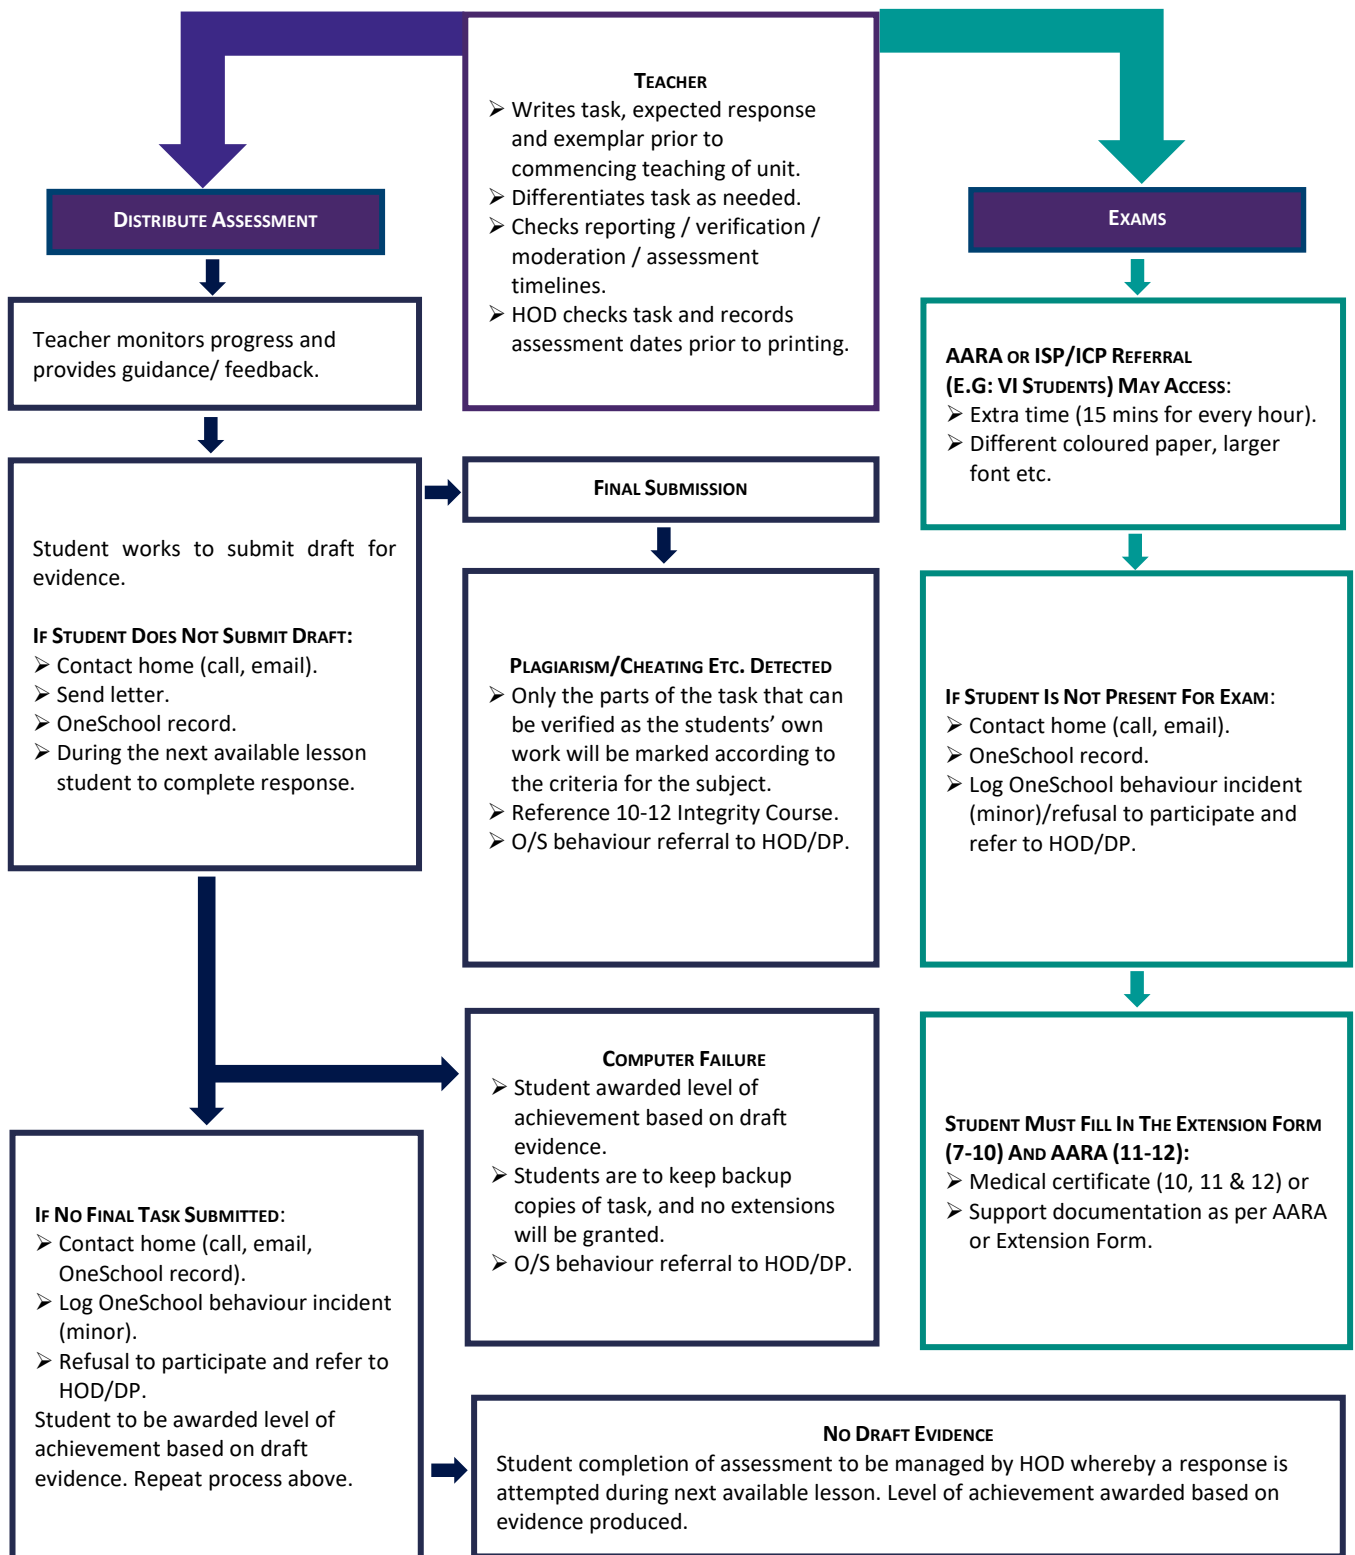 TEACHER
➢ Writes task, expected response
and exemplar prior to
commencing teaching of unit.
➢ Differentiates task as needed.
➢ Checks reporting / verification /
moderation / assessment
timelines.
➢ HOD checks task and records
assessment dates prior to printing.
DISTRIBUTE ASSESSMENT
Teacher monitors progress and
provides guidance/ feedback.
Student works to submit draft for
evidence.
IF STUDENT DOES NOT SUBMIT DRAFT:
➢ Contact home (call, email).
➢ Send letter.
➢ OneSchool record.
➢ During the next available lesson
student to complete response.
FINAL SUBMISSION
PLAGIARISM/CHEATING ETC. DETECTED
➢ Only the parts of the task that can
be verified as the students’ own
work will be marked according to
the criteria for the subject.
➢ Reference 10-12 Integrity Course.
➢ O/S behaviour referral to HOD/DP.
COMPUTER FAILURE
➢ Student awarded level of
achievement based on draft
evidence.
➢ Students are to keep backup
copies of task, and no extensions
will be granted.
➢ O/S behaviour referral to HOD/DP.
IF NO FINAL TASK SUBMITTED:
➢ Contact home (call, email,
OneSchool record).
➢ Log OneSchool behaviour incident
(minor).
➢ Refusal to participate and refer to
HOD/DP.
Student to be awarded level of
achievement based on draft
evidence. Repeat process above.
NO DRAFT EVIDENCE
Student completion of assessment to be managed by HOD whereby a response is
attempted during next available lesson. Level of achievement awarded based on
evidence produced.
EXAMS
AARA OR ISP/ICP REFERRAL
(E.G: VI STUDENTS) MAY ACCESS:
➢ Extra time (15 mins for every hour).
➢ Different coloured paper, larger
font etc.
IF STUDENT IS NOT PRESENT FOR EXAM:
➢ Contact home (call, email).
➢ OneSchool record.
➢ Log OneSchool behaviour incident
(minor)/refusal to participate and
refer to HOD/DP.
STUDENT MUST FILL IN THE EXTENSION FORM
(7-10) AND AARA (11-12):
➢ Medical certificate (10, 11 & 12) or
➢ Support documentation as per AARA
or Extension Form.